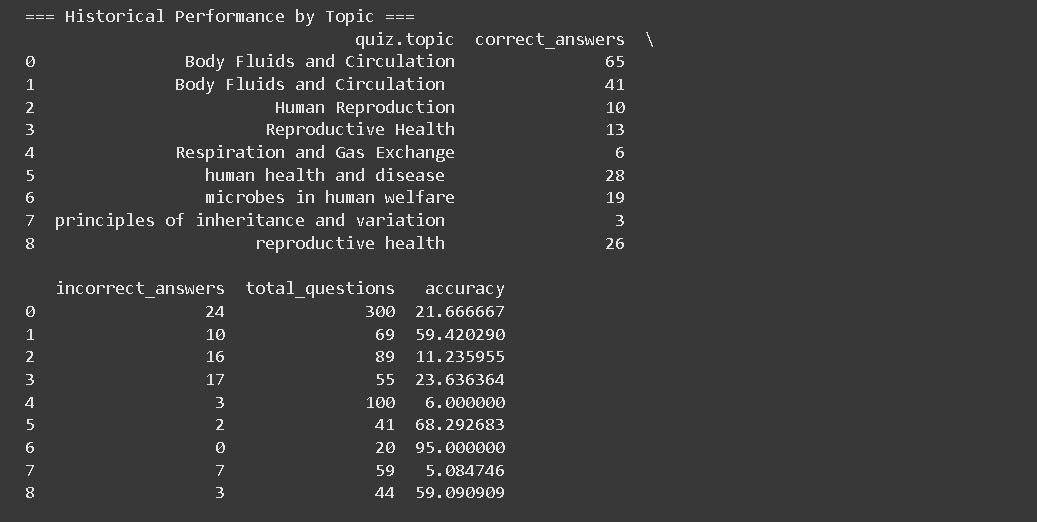 === Historical Performance by Topic ===
quiz.topic correct_answers \
0 Body Fluids and Circulation 65
1 Body Fluids and Circulation 41
2 Human Reproduction 10
3 Reproductive Health 13
4 Respiration and Gas Exchange 6
5 human health and disease 28
6 microbes in human welfare 19
7 principles of inheritance and variation 3
8 reproductive health 26
incorrect_answers total_questions accuracy
0 24 300 21.666667
1 10 69 59.420290
2 16 89 11.235955
3 17 55 23.636364
4 3 100 6.000000
5 2 41 68.292683
6 0 20 95.000000
7 7 59 5.084746
8 3 44 59.090909